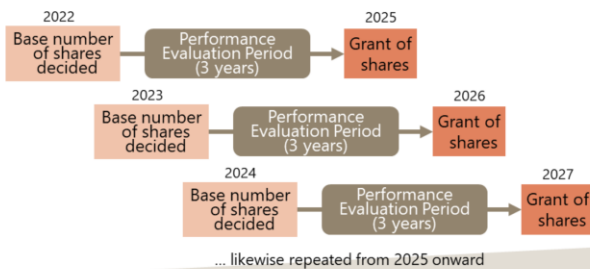 2022
Base number
of shares
decided
Performance
Evaluation Period
(3 years)
2025
Grant of
shares
2023
Base number
of shares
decided
Performance
Evaluation Period
(3 years)
2026
Grant of
shares
2024
Base number
of shares
decided
Performance
Evaluation Period
(3 years)
2027
Grant of
shares
... likewise repeated from 2025 onward